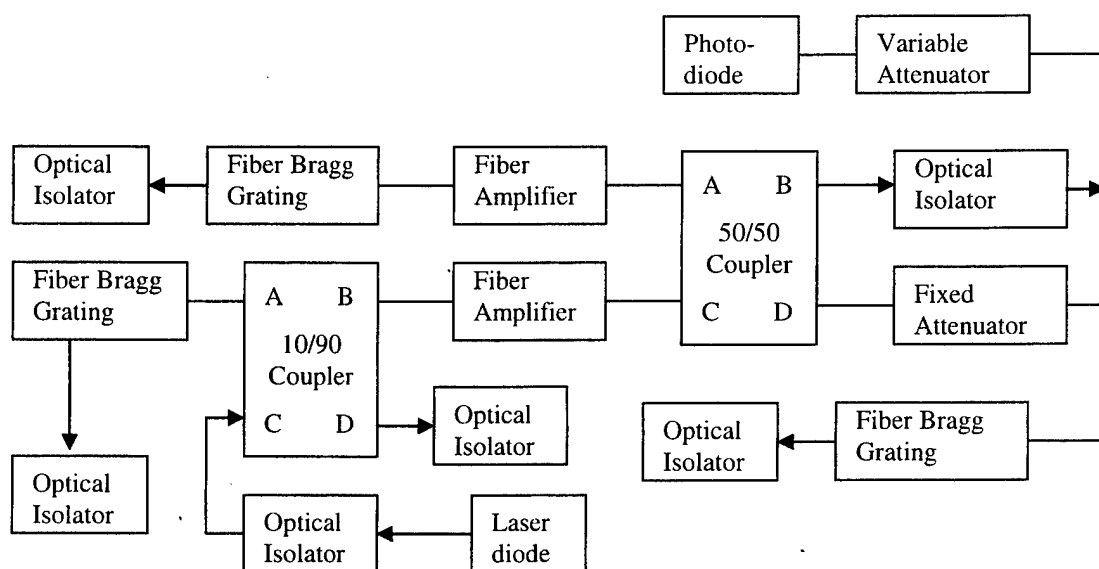 Photo-
diode
Variable
Attenuator
Optical
Isolator
Fiber Bragg
Grating
Fiber
Amplifier
A B
50/50
Coupler
C D
Optical
Isolator
Fiber Bragg
Grating
A B
10/90
Coupler
C D
Fiber
Amplifier
Fixed
Attenuator
Optical
Isolator
Optical
Isolator
Fiber Bragg
Grating
Optical
Isolator
Optical
Isolator
Laser
diode